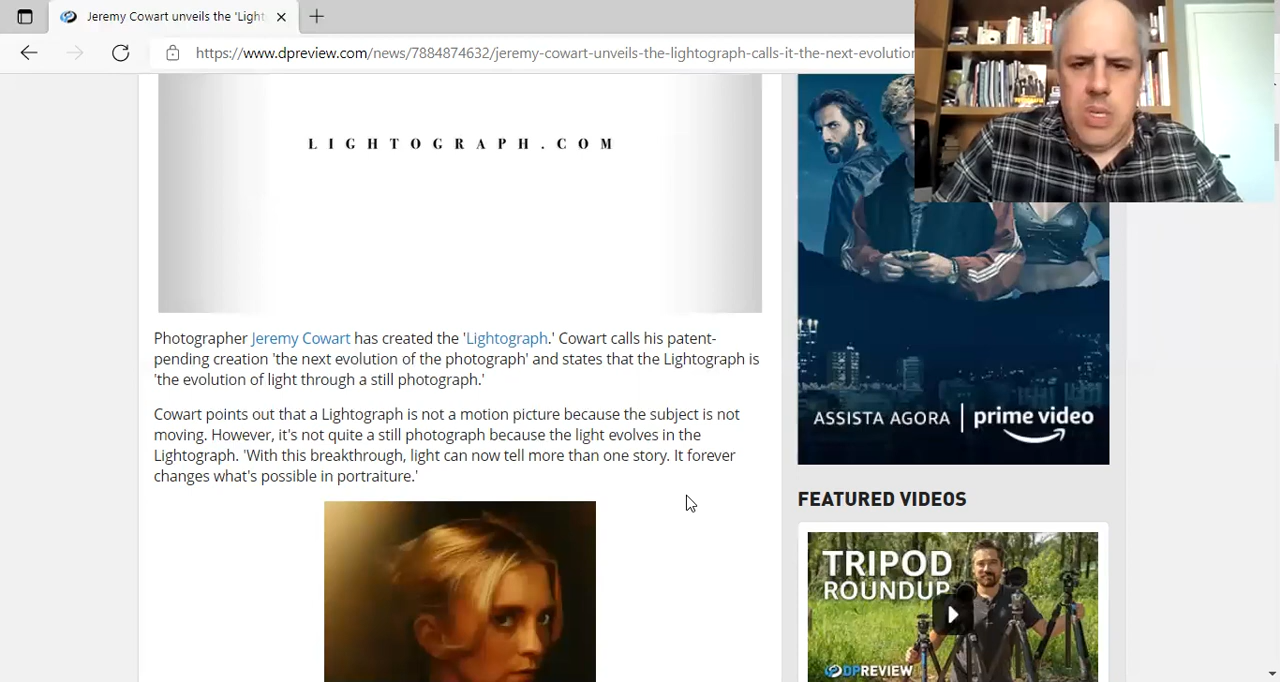 Jeremy Cowart unveils the 'Light
https://www.dpreview.com/news/7884874632/jeremy-cowart-unveils-the-lightograph-calls-it-the-next-evolution
LIGHTOGRAPH.COM
Photographer Jeremy Cowart has created the 'Lightograph.' Cowart calls his patent-
pending creation 'the next evolution of the photograph' and states that the Lightograph is
'the evolution of light through a still photograph.'
Cowart points out that a Lightograph is not a motion picture because the subject is not
moving. However, it's not quite a still photograph because the light evolves in the
Lightograph. 'With this breakthrough, light can now tell more than one story. It forever
changes what's possible in portraiture.'
ASSISTA AGORA | prime video
FEATURED VIDEOS
TRIPOD
ROUNDUP
DPREVIEW